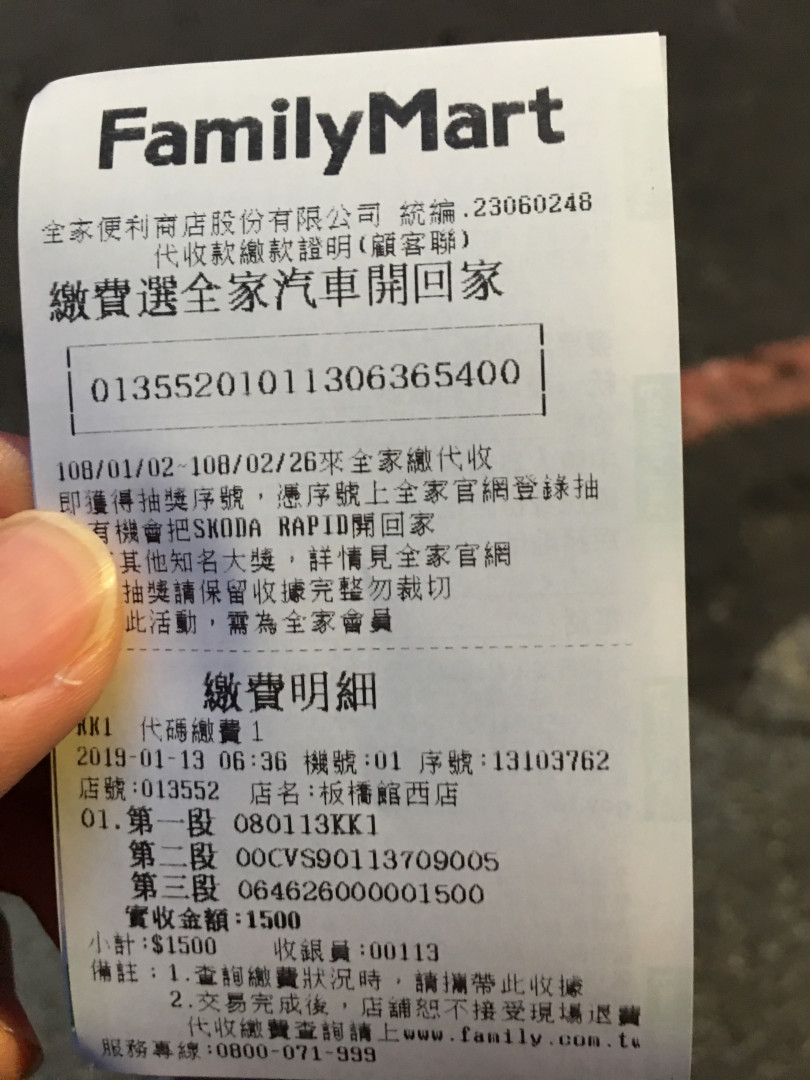 FamilyMart
全家便利商店股份有限公司 統編.23060248
代收款繳款證明(顧客聯)
繳費選全家汽車開回家
01355201011306365400
108/01/02~108/02/26來全家繳代收
即獲得抽獎序號，憑序號上全家官網登錄抽
有機會把SKODA RAPID開回家
其他知名大獎，詳情見全家官網
抽獎請保留收據完整勿裁切
此活動，需為全家會員
繳費明細
KK1 代碼繳費1
2019-01-13 06:36 機號:01 序號:13103762
店號:013552 店名:板橋館西店
01.第一段 080113KK1
第二段 00CVS90113709005
第三段 064626000001500
實收金額:1500
小計:$1500 收銀員:00113
備註：1.查詢繳費狀況時，請攜帶此收據
2.交易完成後，店舖恕不接受現場退費
代收繳費查詢請上www.family.com.tw
服務專線:0800-071-999